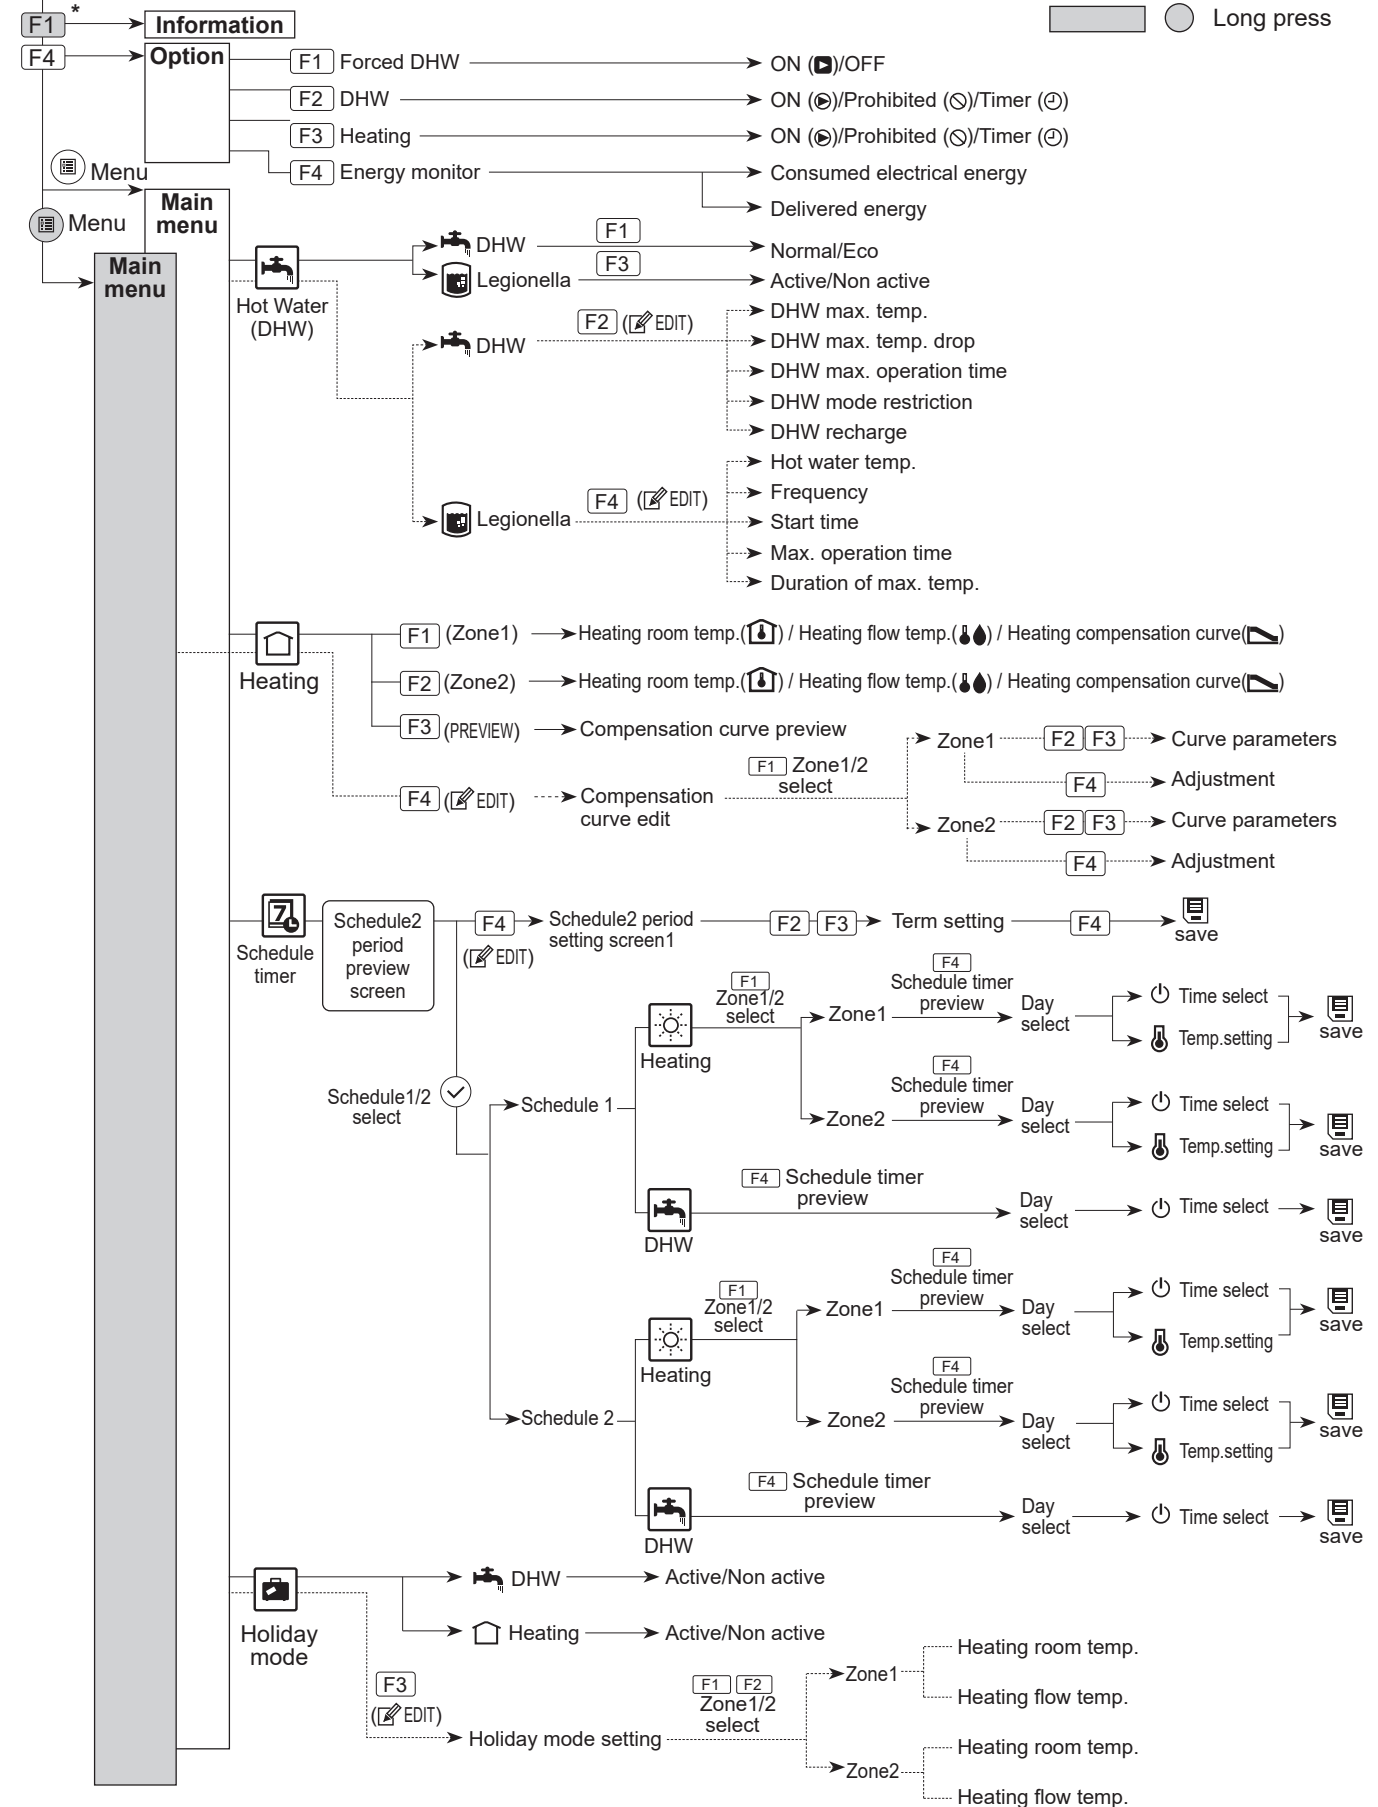 Long press
F1 * Information
F4 Option
F1 Forced DHW ON ( )/OFF
F2 DHW ON ( )/Prohibited ( )/Timer ( )
F3 Heating ON ( )/Prohibited ( )/Timer ( )
F4 Energy monitor Consumed electrical energy
Delivered energy
Menu
Menu
Main
menu
Main
menu
Hot Water
(DHW)
DHW F1 Normal/Eco
Legionella F3 Active/Non active
DHW F2 ( EDIT)
DHW max. temp.
DHW max. temp. drop
DHW max. operation time
DHW mode restriction
DHW recharge
Legionella F4 ( EDIT)
Hot water temp.
Frequency
Start time
Max. operation time
Duration of max. temp.
Heating
F1 (Zone1) Heating room temp.( ) / Heating flow temp.( ) / Heating compensation curve( )
F2 (Zone2) Heating room temp.( ) / Heating flow temp.( ) / Heating compensation curve( )
F3 (PREVIEW) Compensation curve preview
F4 ( EDIT) Compensation
curve edit
F1 Zone1/2
select
Zone1 F2 F3 Curve parameters
F4 Adjustment
Zone2 F2 F3 Curve parameters
F4 Adjustment
7
Schedule
timer
Schedule2
period
preview
screen
F4
( EDIT)
Schedule2 period
setting screen1
F2 F3 Term setting F4 save
Schedule1/2
select
Schedule 1
Heating
F1
Zone1/2
select
Zone1
F4
Schedule timer
preview
Day
select
Time select
Temp.setting
save
Zone2
F4
Schedule timer
preview
Day
select
Time select
Temp.setting
save
DHW
F4 Schedule timer
preview
Day
select
Time select
save
Schedule 2
Heating
F1
Zone1/2
select
Zone1
F4
Schedule timer
preview
Day
select
Time select
Temp.setting
save
Zone2
F4
Schedule timer
preview
Day
select
Time select
Temp.setting
save
DHW
F4 Schedule timer
preview
Day
select
Time select
save
Holiday
mode
DHW Active/Non active
Heating Active/Non active
F3
( EDIT)
Holiday mode setting
F1 F2
Zone1/2
select
Zone1
Heating room temp.
Heating flow temp.
Zone2
Heating room temp.
Heating flow temp.